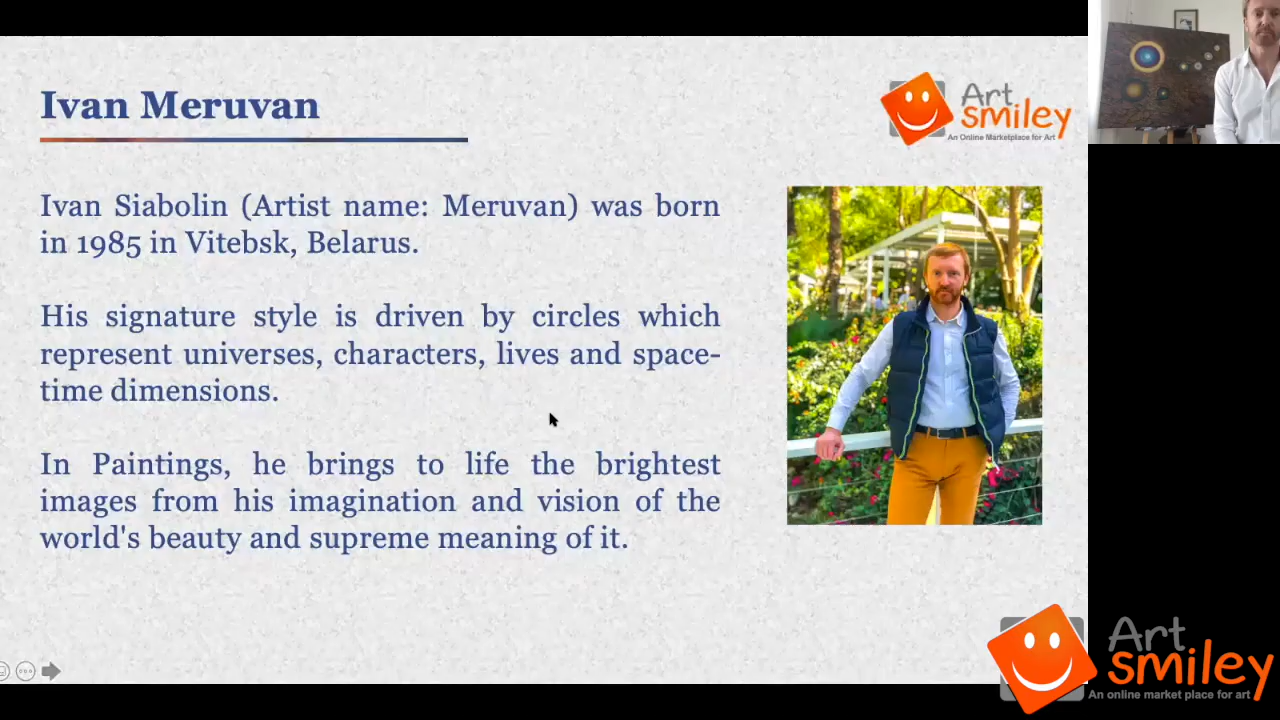 Ivan Meruvan
Art
smiley
An Online Marketplace for Art
Ivan Siabolin (Artist name: Meruvan) was born
in 1985 in Vitebsk, Belarus.
His signature style is driven by circles which
represent universes, characters, lives and space-
time dimensions.
In Paintings, he brings to life the brightest
images from his imagination and vision of the
world's beauty and supreme meaning of it.
Art
smiley
An online market place for art